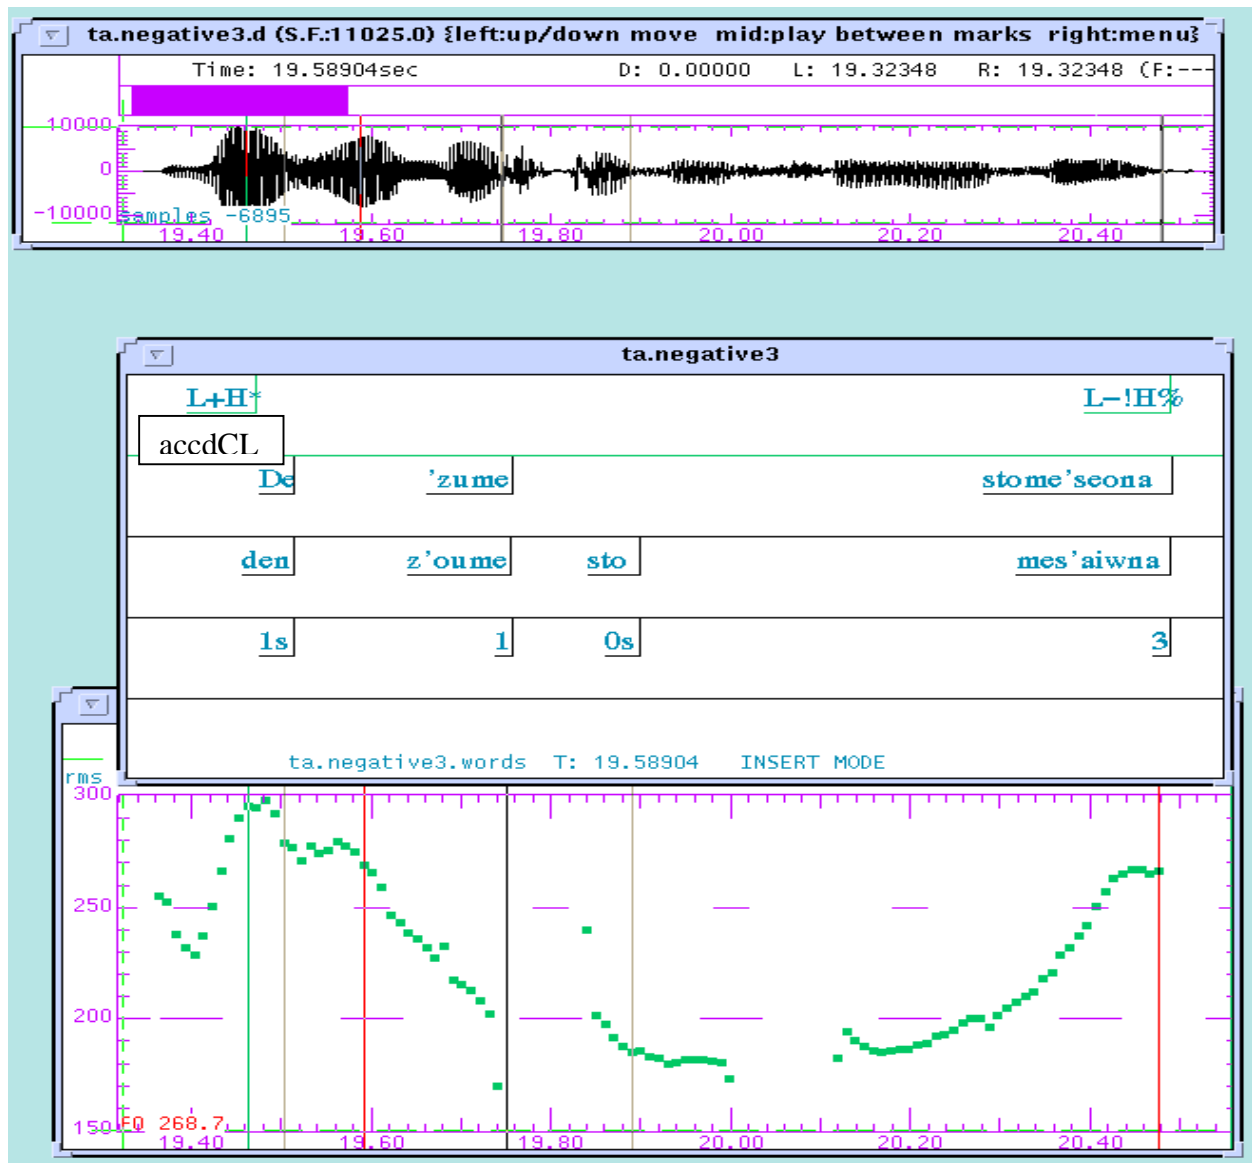 ta.negative3.d (S.F.:11025.0) {left:up/down move mid:play between marks right:menu}
Time: 19.58904sec D: 0.00000 L: 19.32348 R: 19.32348 (F:---
10000
0
-10000
samples -6895
19.40 19.60 19.80 20.00 20.20 20.40
ta.negative3
L+H* L-!H%
accdCL
De 'zume stome'seona
den z'oume sto mes'aiwna
1s 1 0s 3
ta.negative3.words T: 19.58904 INSERT MODE
rms
300
250
200
150
F0 268.7
19.40 19.60 19.80 20.00 20.20 20.40